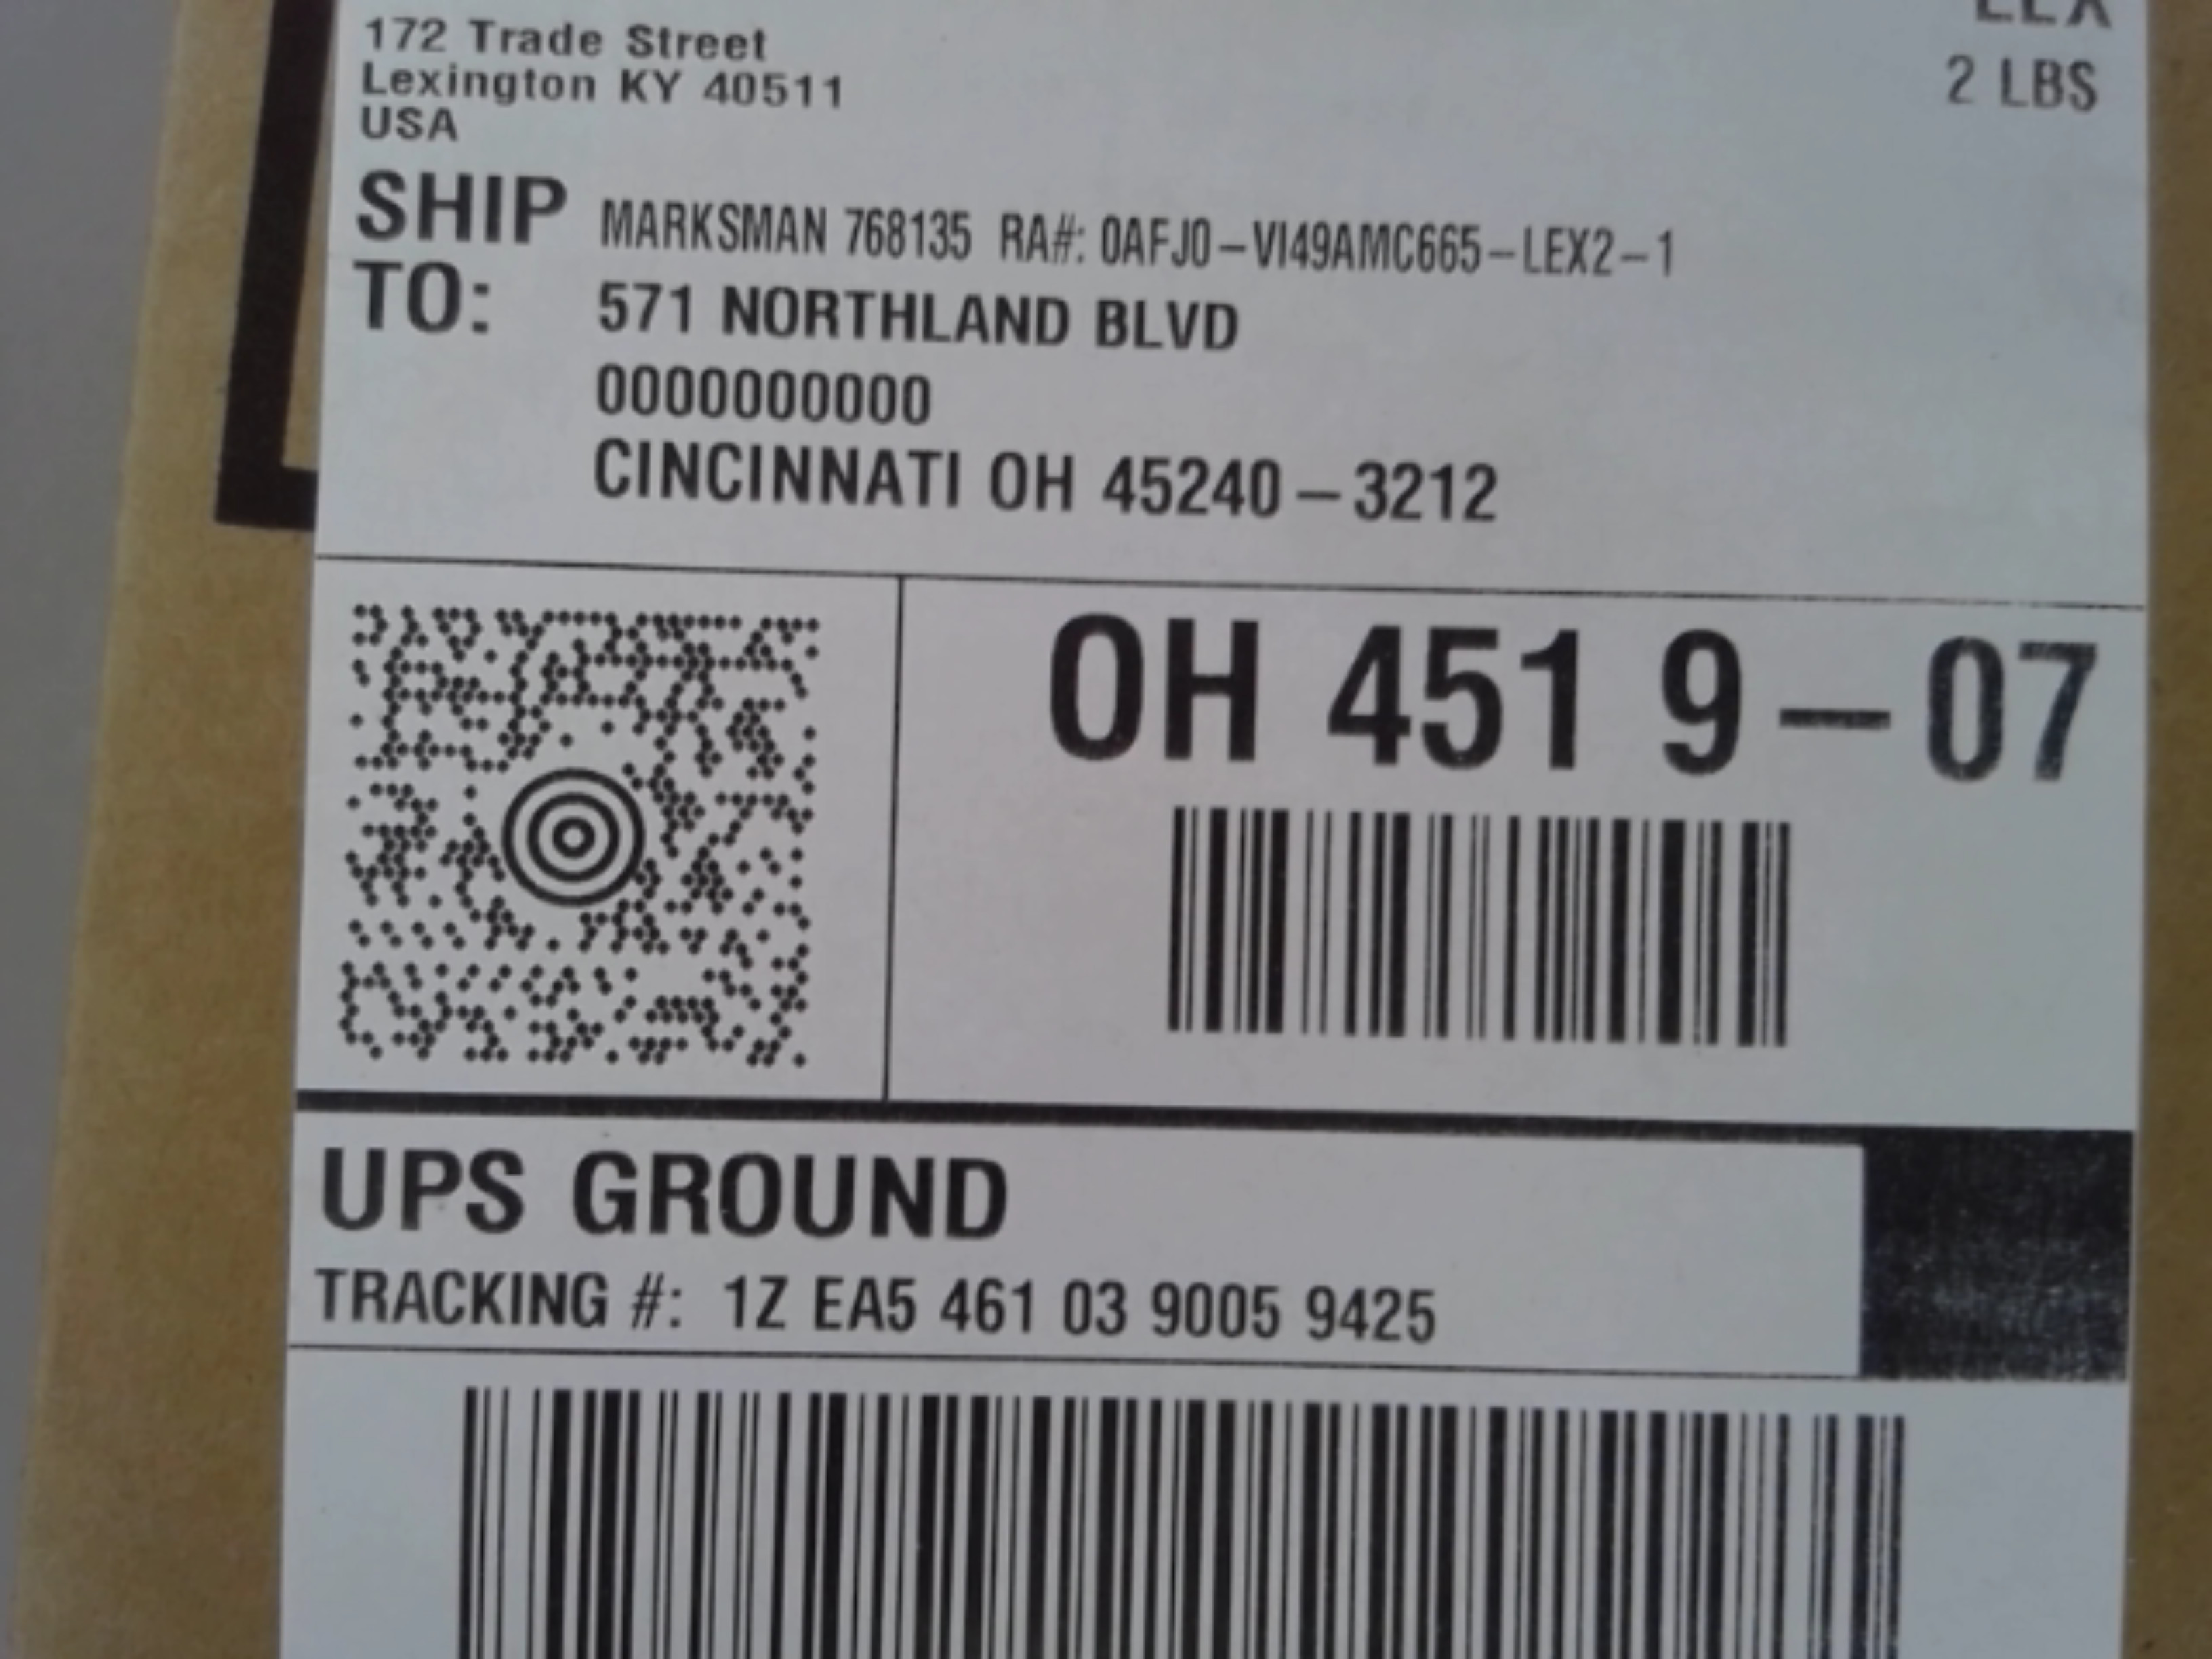 172 Trade Street
Lexington KY 40511
USA
LEX
2 LBS
SHIP TO:
MARKSMAN 768135 RA#: 0AFJ0-VI49AMC665-LEX2-1
571 NORTHLAND BLVD
0000000000
CINCINNATI OH 45240-3212
OH 451 9-07
UPS GROUND
TRACKING #: 1Z EA5 461 03 9005 9425